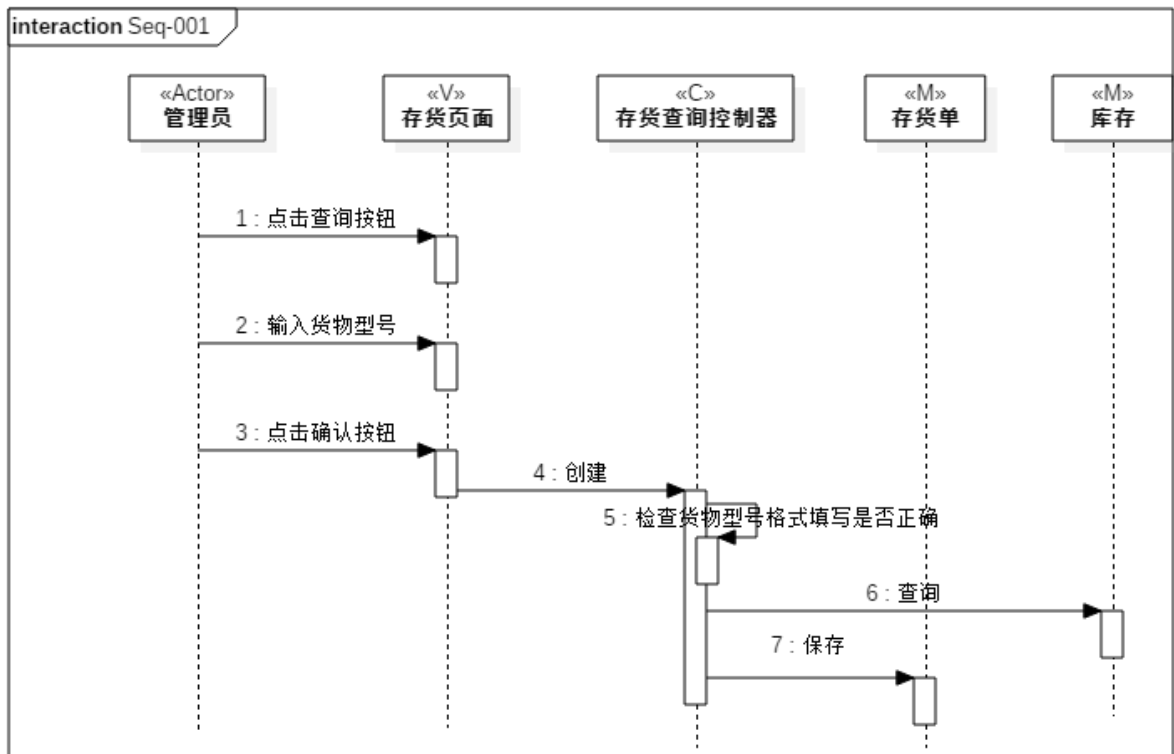 interaction Seq-001
«Actor»
管理员
«V»
存货页面
«C»
存货查询控制器
«M»
存货单
«M»
库存
1 : 点击查询按钮
2 : 输入货物型号
3 : 点击确认按钮
4 : 创建
5 : 检查货物型号格式填写是否正确
6 : 查询
7 : 保存